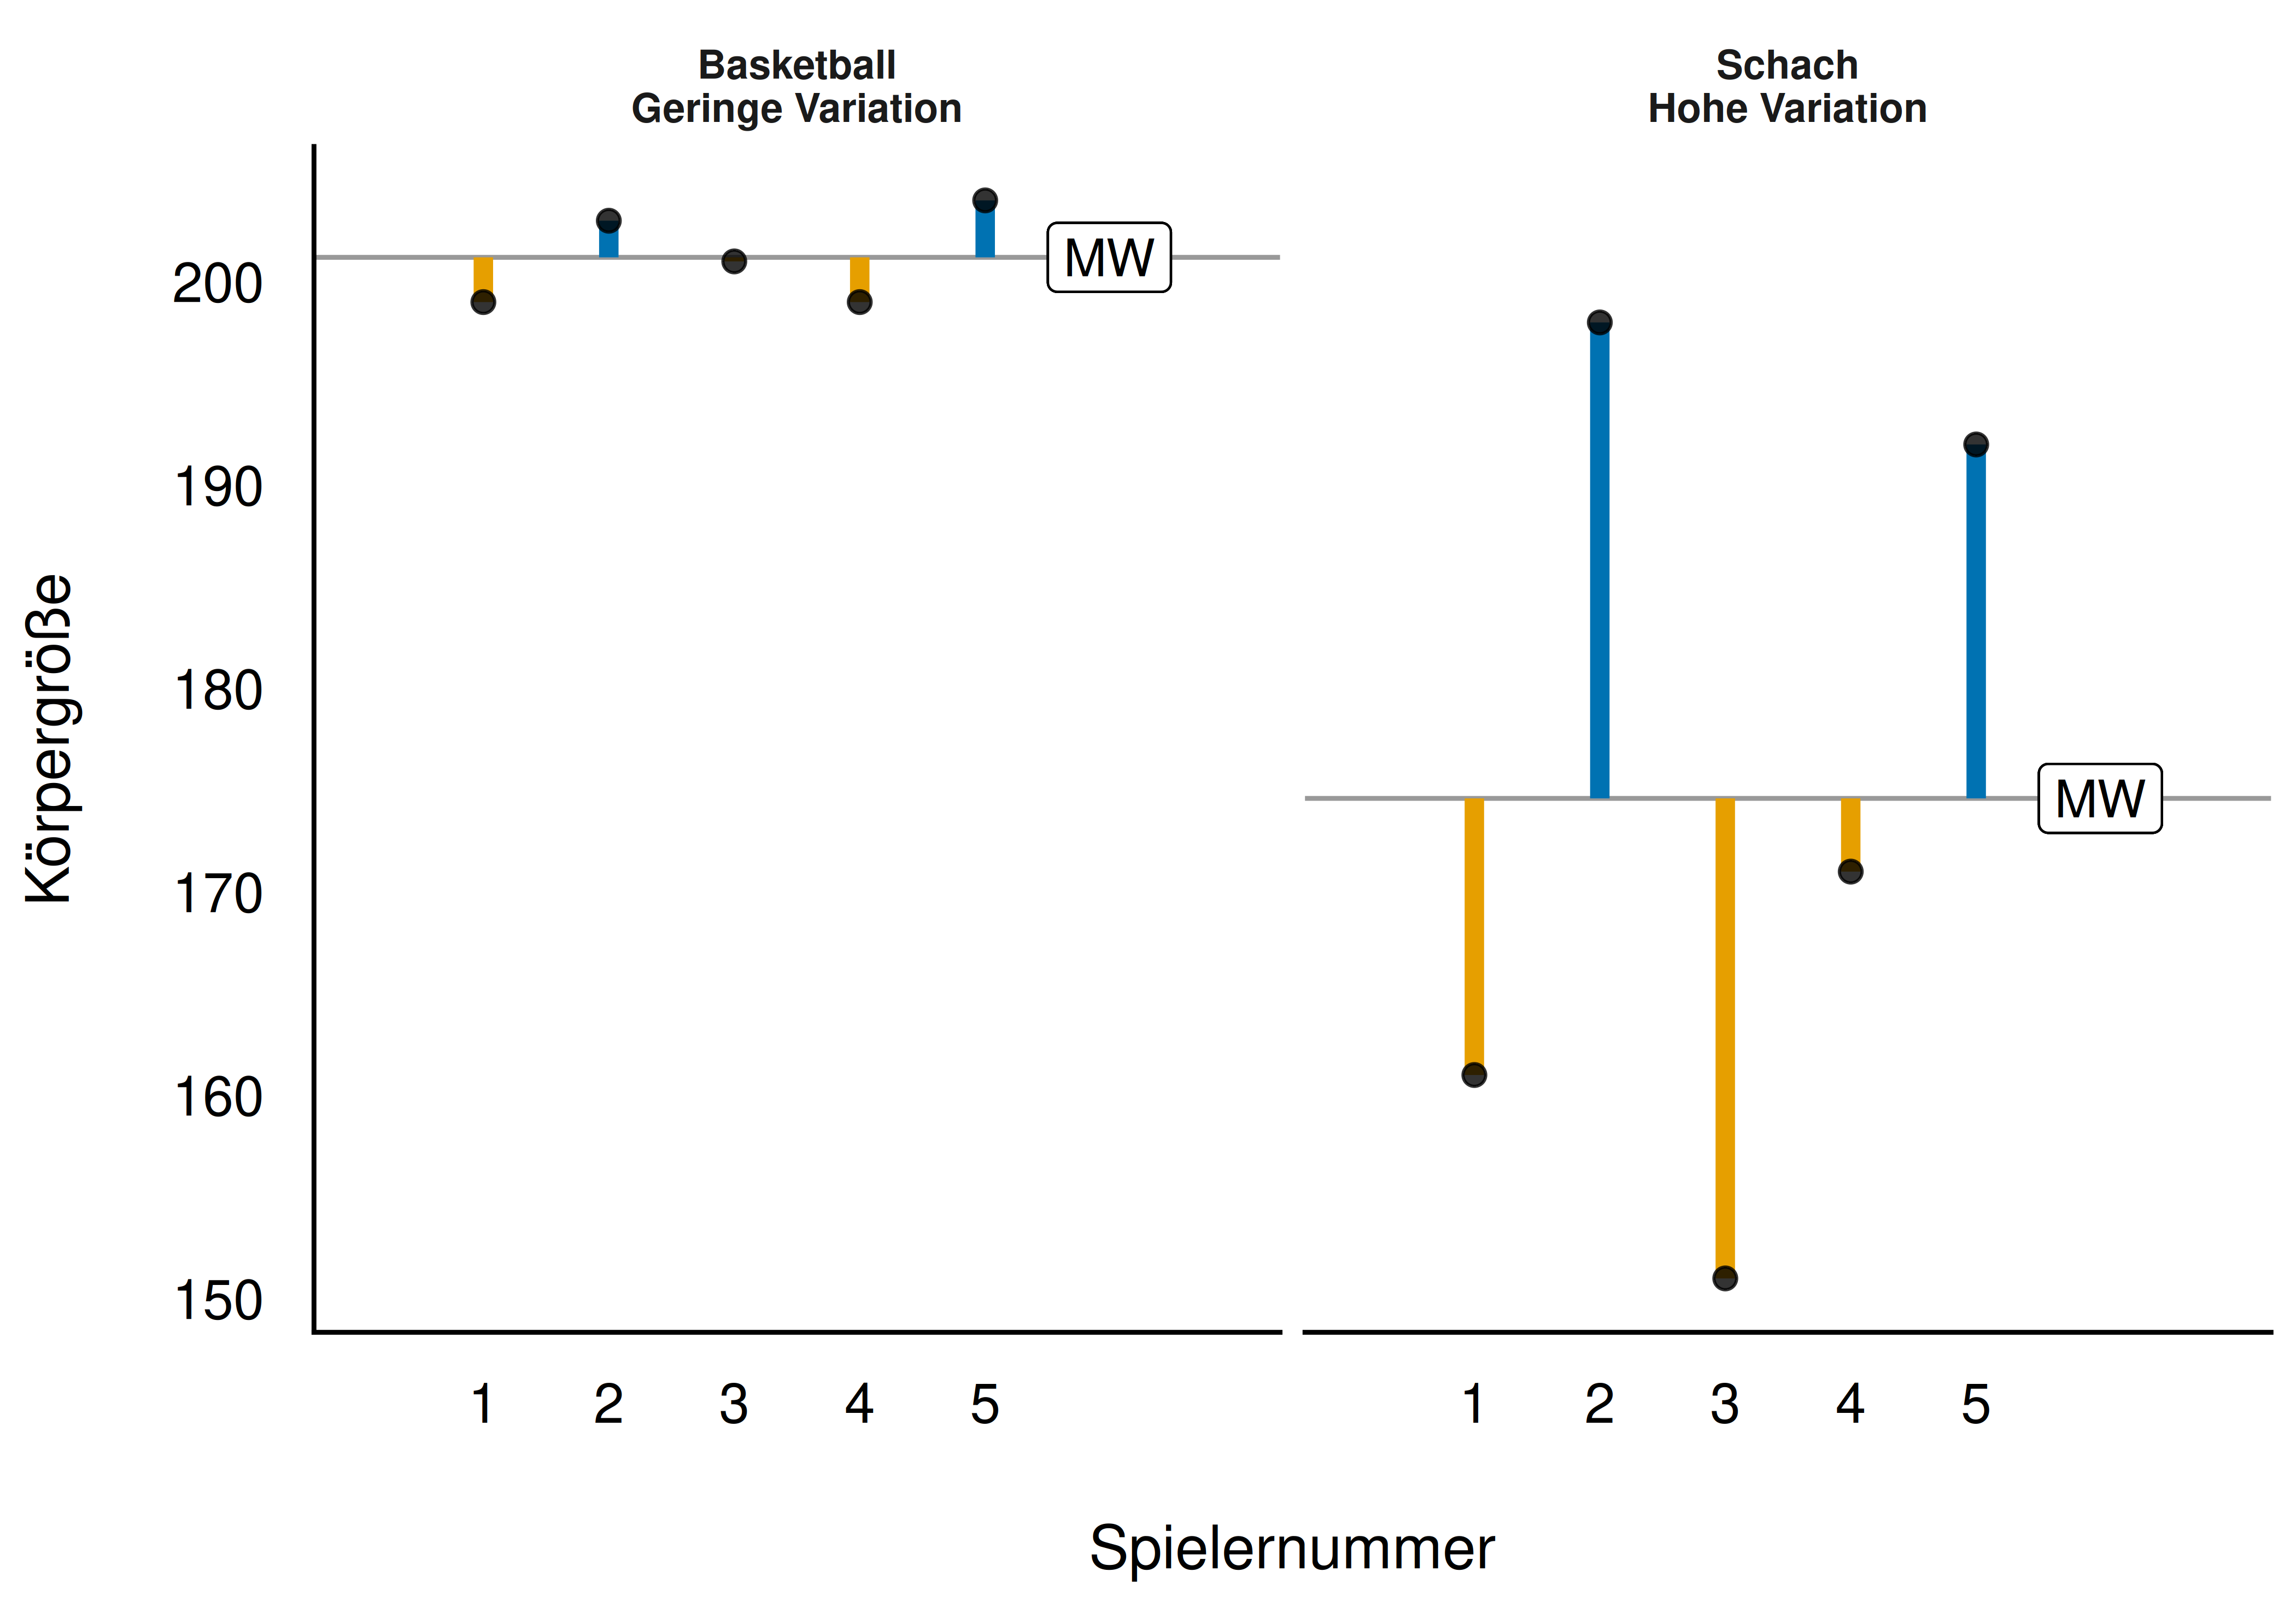 Basketball
Geringe Variation
Schach
Hohe Variation
Körpergröße
200
190
180
170
160
150
MW
MW
1 2 3 4 5
1 2 3 4 5
Spielernummer